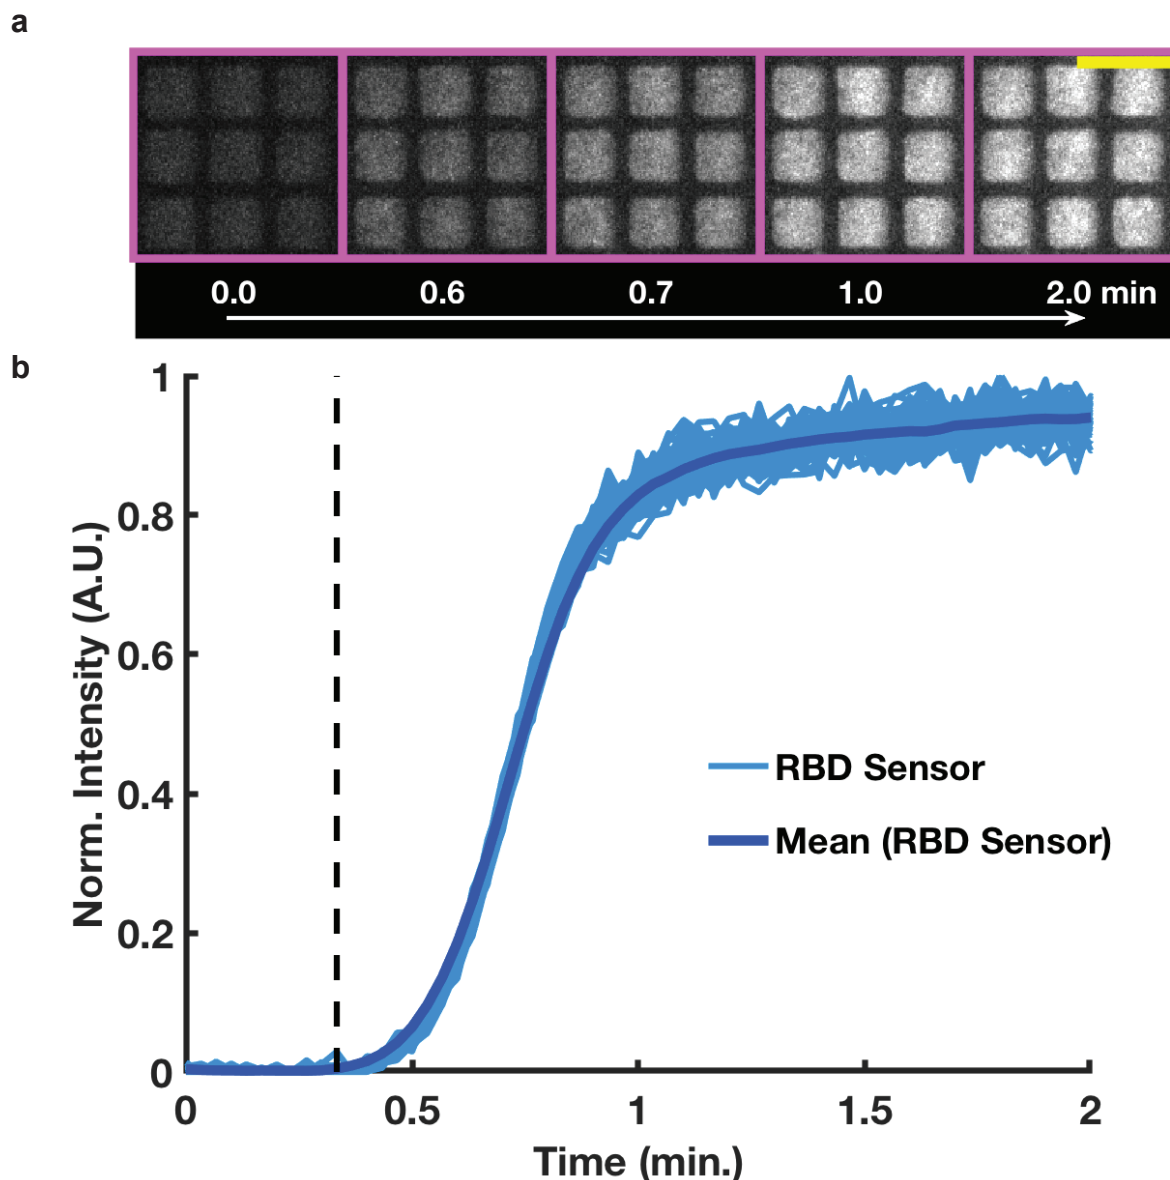 a
0.0 0.6 0.7 1.0 2.0 min
b
1
0.8
0.6
0.4
0.2
0
Norm. Intensity (A.U.)
RBD Sensor
Mean (RBD Sensor)
0 0.5 1 1.5 2
Time (min.)